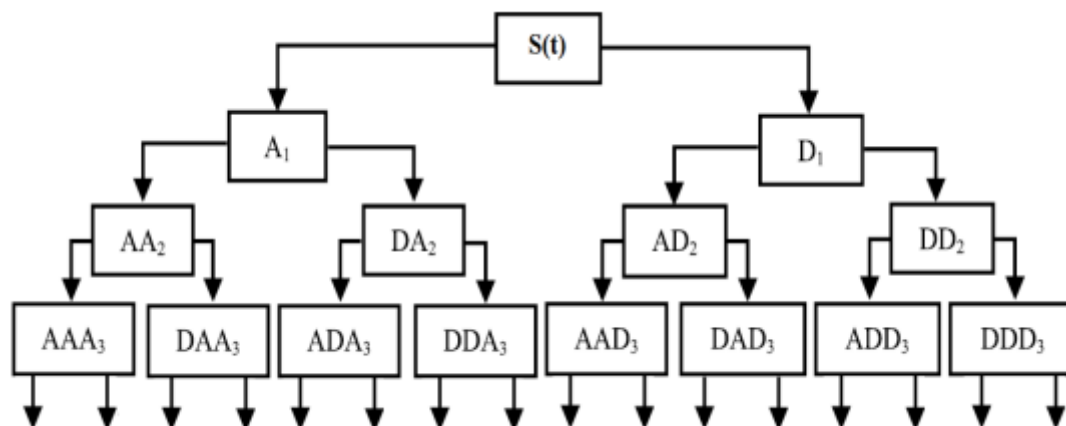 S(t)
A₁
D₁
AA₂
DA₂
AD₂
DD₂
AAA₃
DAA₃
ADA₃
DDA₃
AAD₃
DAD₃
ADD₃
DDD₃